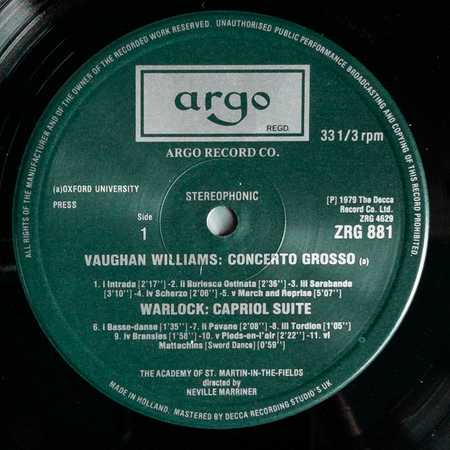 ALL RIGHTS OF THE MANUFACTURER AND OF THE OWNER OF THE RECORDED WORK RESERVED. UNAUTHORISED PUBLIC PERFORMANCE BROADCASTING AND COPYING OF THIS RECORD PROHIBITED.
argo
REGD.
33 1/3 rpm
ARGO RECORD CO.
(a)OXFORD UNIVERSITY
PRESS
STEREOPHONIC
Side
1
[P] 1979 The Decca
Record Co. Ltd.
ZRG 4629
ZRG 881
VAUGHAN WILLIAMS: CONCERTO GROSSO (a)
1. i Intrada [2'17"] -2. ii Burlesca Ostinata [2'36"] -3. iii Sarabande
[3'10"] -4. iv Scherzo [2'06"] -5. v March and Reprise [5'07"]
WARLOCK: CAPRIOL SUITE
6. i Basse-danse [1'35"] -7. ii Pavane [2'08"] -8. iii Tordion [1'05"]
9. iv Bransles [1'58"] -10. v Pieds-en-l'air [2'22"] -11. vi
Mattachins [Sword Dance] [0'59"]
THE ACADEMY OF ST. MARTIN-IN-THE-FIELDS
directed by
NEVILLE MARRINER
MADE IN HOLLAND. MASTERED BY DECCA RECORDING STUDIO'S UK